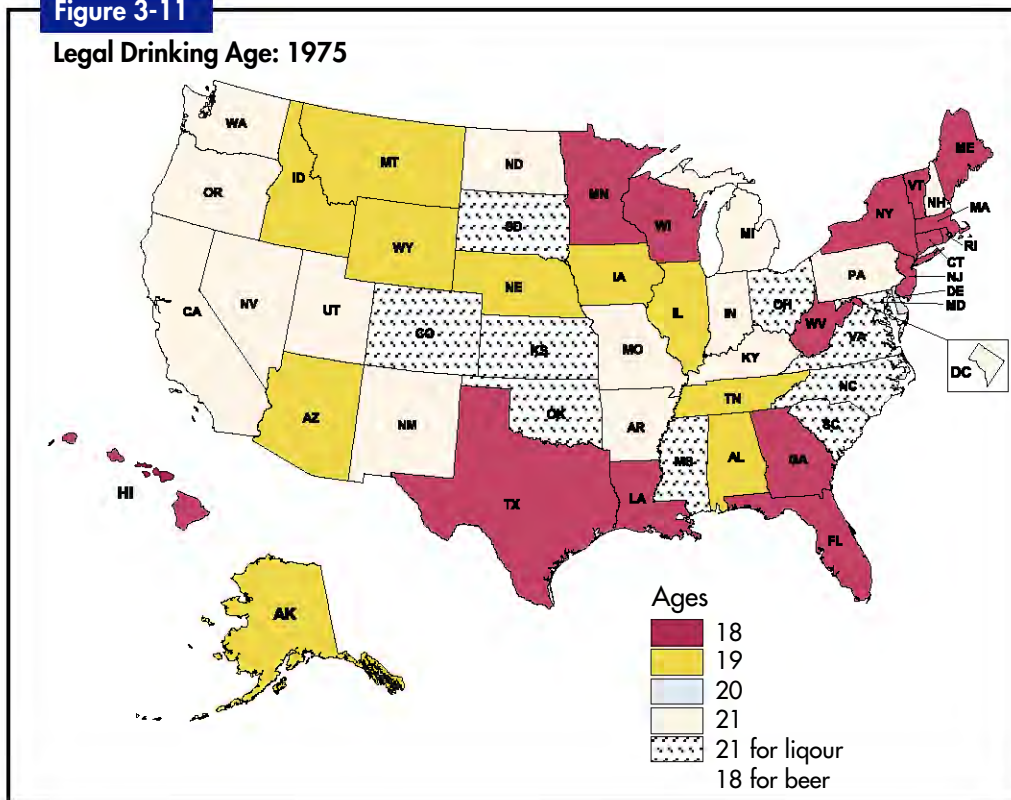 Figure 3-11
Legal Drinking Age: 1975
WA
MT
ND
MN
ME
OR
ID
SD
WI
VT
NH
MA
NY
MI
RI
WY
CT
NJ
PA
DE
MD
NE
IA
IL
IN
OH
WV
VA
CA
NV
UT
CO
KS
MO
KY
DC
NC
TN
AZ
NM
OK
AR
SC
MS
AL
GA
HI
TX
LA
FL
AK
Ages
18
19
20
21
21 for liqour
18 for beer